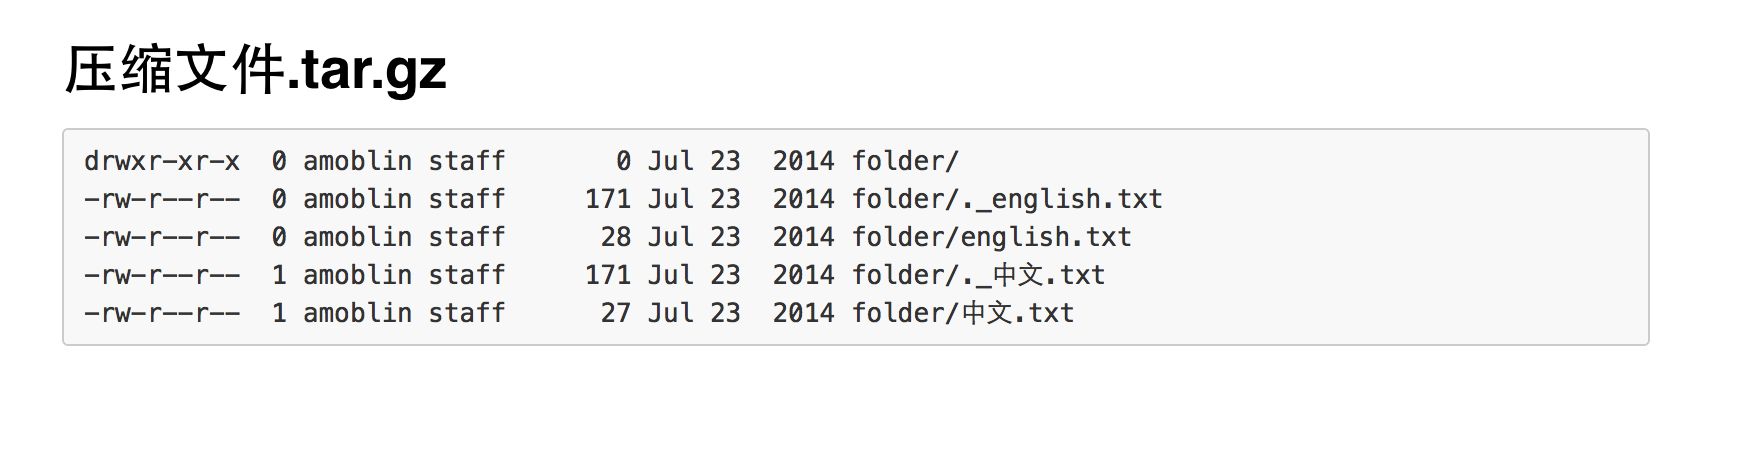 压缩文件.tar.gz
drwxr-xr-x  0 amoblin staff       0 Jul 23  2014 folder/
-rw-r--r--  0 amoblin staff     171 Jul 23  2014 folder/._english.txt
-rw-r--r--  0 amoblin staff      28 Jul 23  2014 folder/english.txt
-rw-r--r--  1 amoblin staff     171 Jul 23  2014 folder/._中文.txt
-rw-r--r--  1 amoblin staff      27 Jul 23  2014 folder/中文.txt